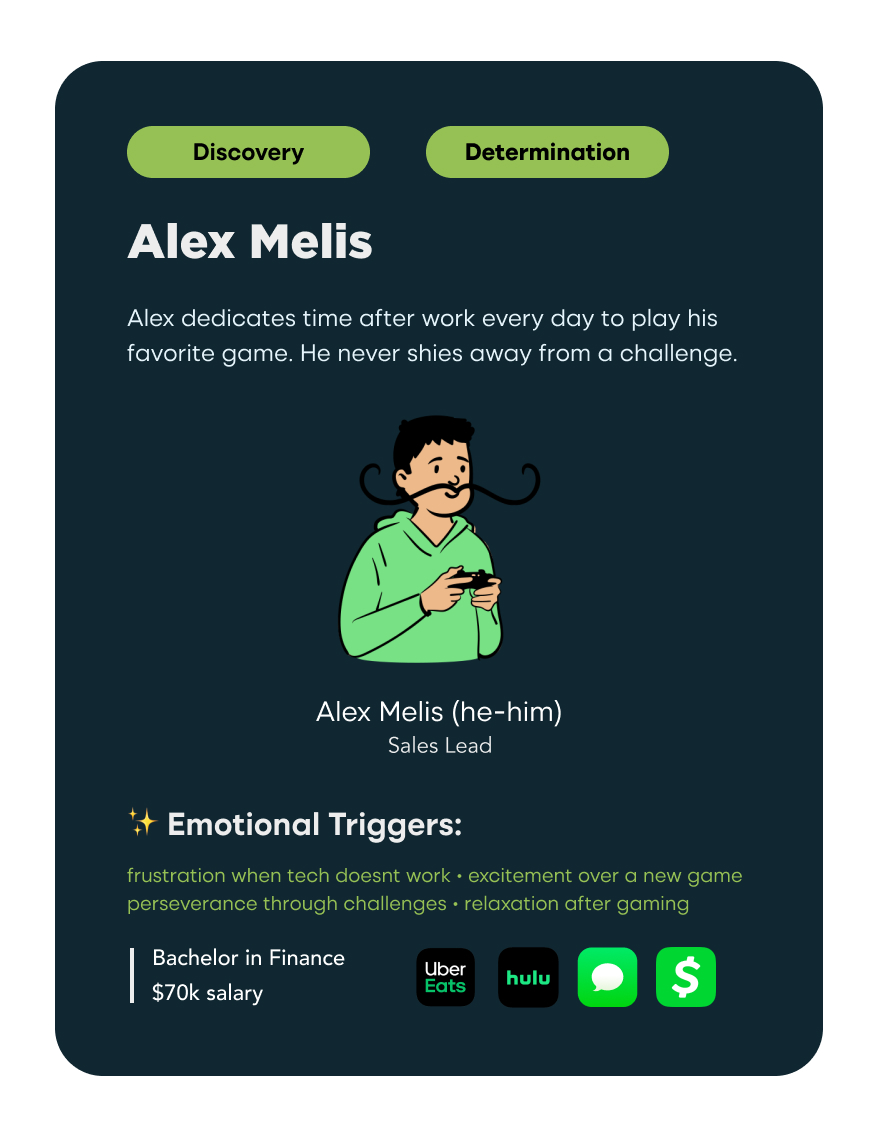 Discovery
Determination
Alex Melis
Alex dedicates time after work every day to play his
favorite game. He never shies away from a challenge.
Alex Melis (he-him)
Sales Lead
✨ Emotional Triggers:
frustration when tech doesnt work • excitement over a new game
perseverance through challenges • relaxation after gaming
Bachelor in Finance
$70k salary
Uber
Eats
hulu
$